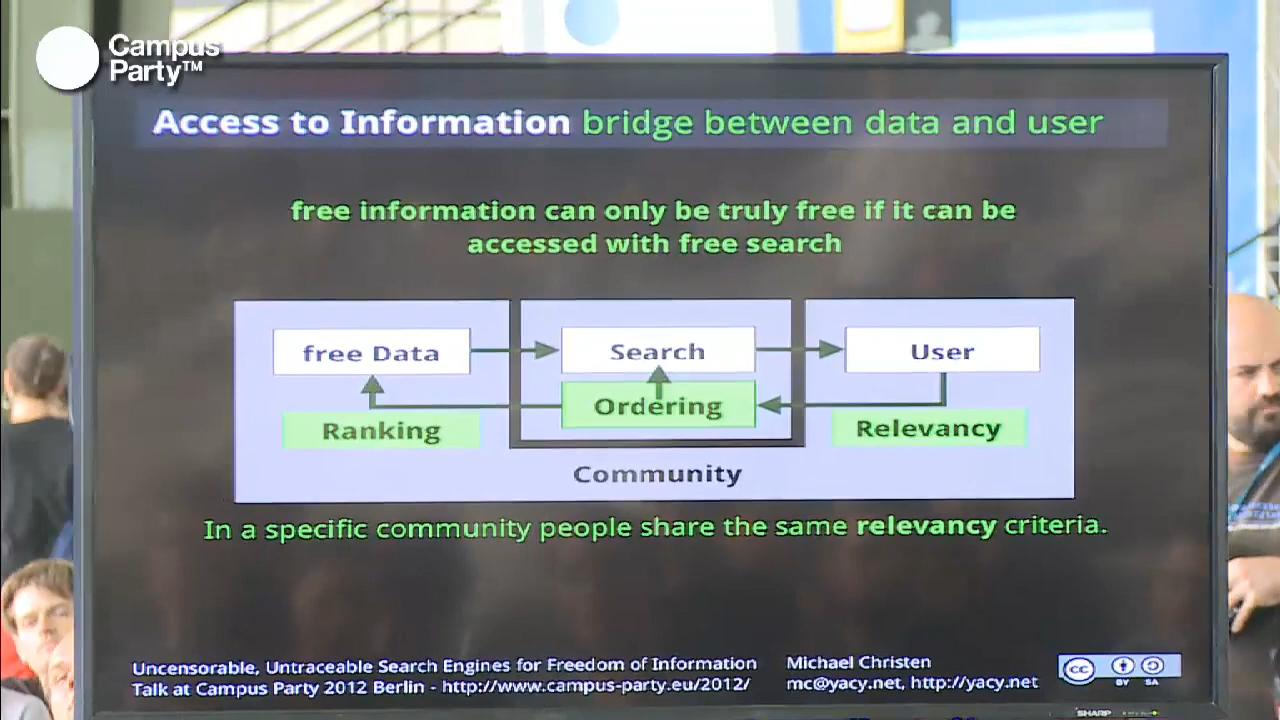 Campus
Party™
Access to Information bridge between data and user
free information can only be truly free if it can be
accessed with free search
free Data
Search
User
Ordering
Ranking
Relevancy
Community
In a specific community people share the same relevancy criteria.
Uncensorable, Untraceable Search Engines for Freedom of Information
Talk at Campus Party 2012 Berlin - http://www.campus-party.eu/2012/
Michael Christen
mc@yacy.net, http://yacy.net
cc
BY SA
SHARP